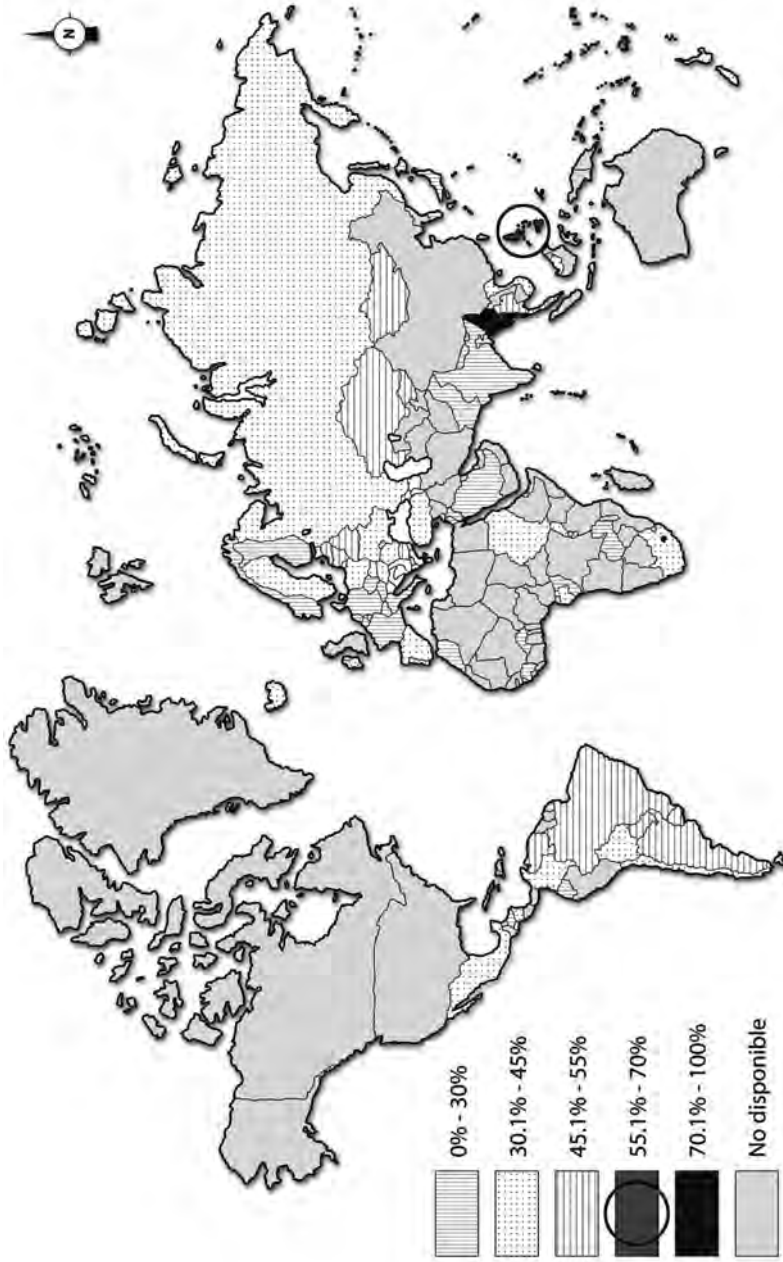 N
0% - 30%
30.1% - 45%
45.1% - 55%
55.1% - 70%
70.1% - 100%
No disponible